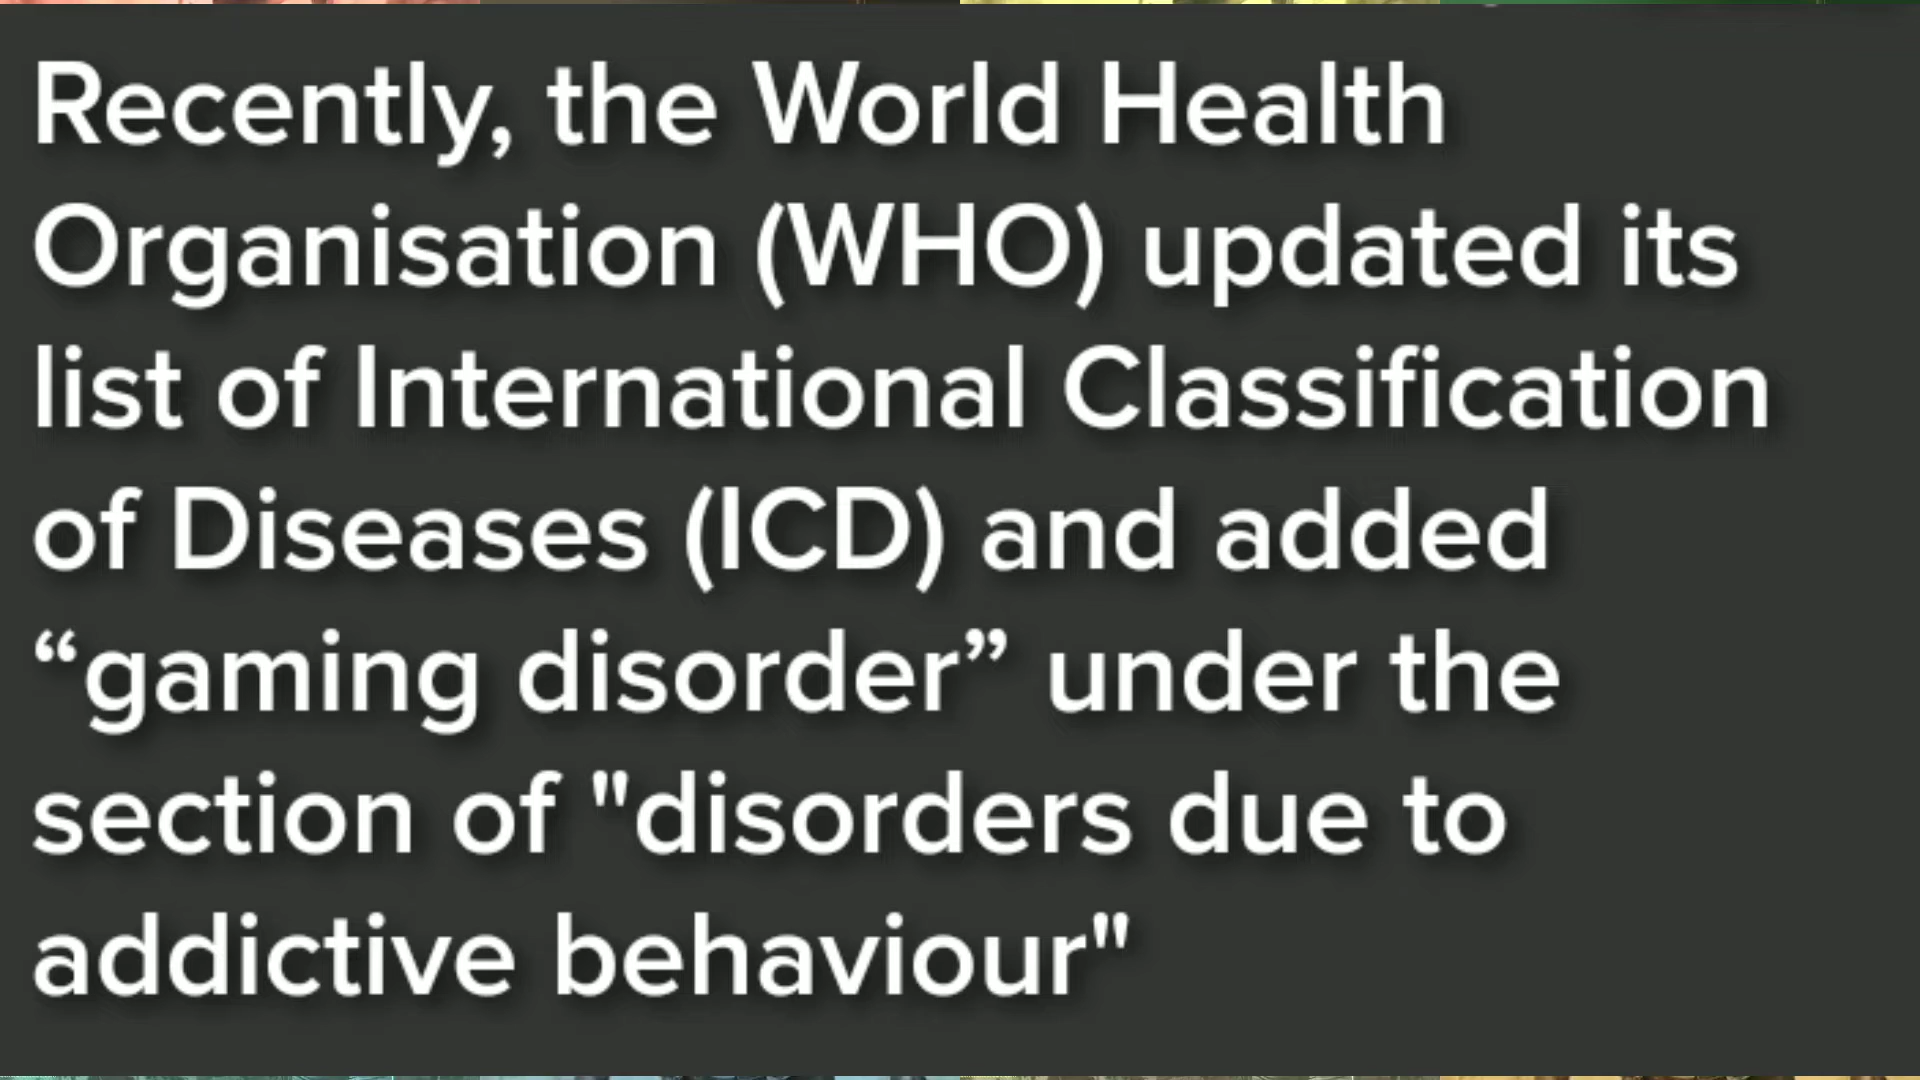 Recently, the World Health
Organisation (WHO) updated its
list of International Classification
of Diseases (ICD) and added
“gaming disorder” under the
section of "disorders due to
addictive behaviour"